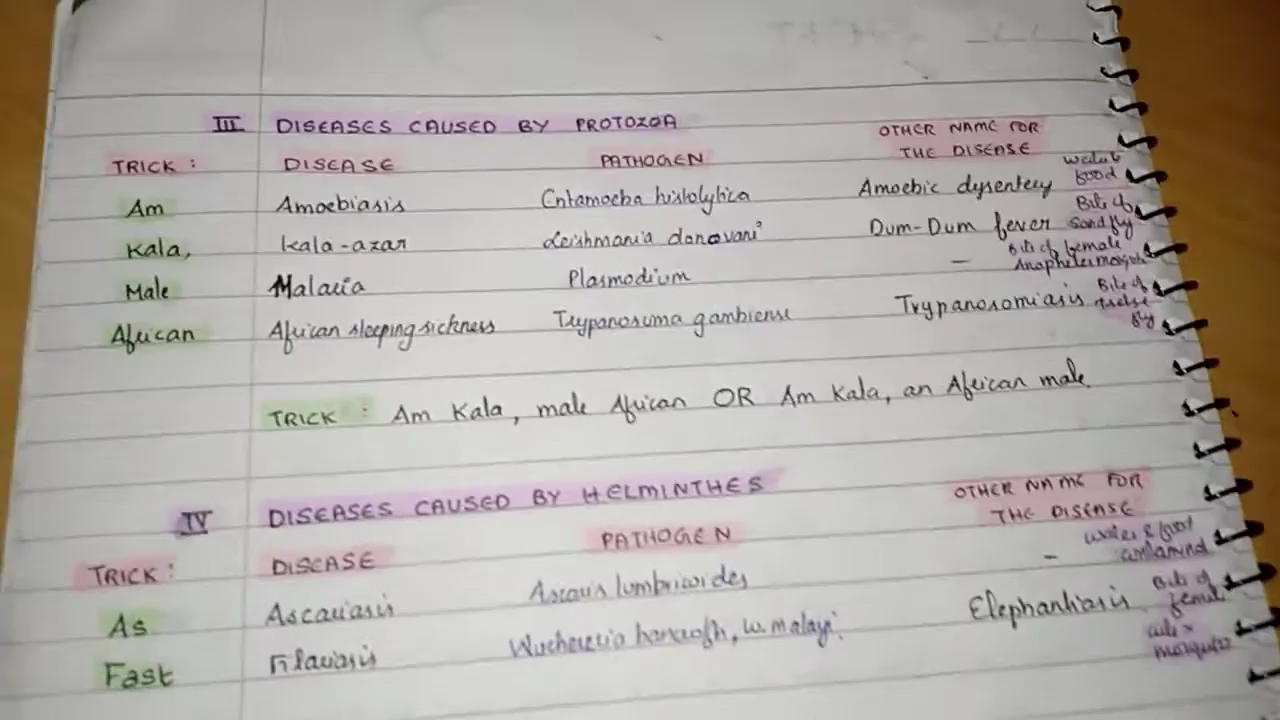 III DISEASES CAUSED BY PROTOZOA
TRICK : DISEASE PATHOGEN OTHER NAME FOR THE DISEASE
Am Amoebiasis Entamoeba histolytica Amoebic dysentery water & food
Kala, kala-azar Leishmania donovani Dum-Dum fever Bite of Sand fly
Male Malaria Plasmodium — Bite of female Anopheles mosquito
African African sleeping sickness Trypanosoma gambiense Trypanosomiasis Bite of tsetse fly
TRICK : Am Kala, male African OR Am Kala, an African male
IV DISEASES CAUSED BY HELMINTHES
TRICK : DISEASE PATHOGEN OTHER NAME FOR THE DISEASE
As Ascariasis Ascaris lumbricoides — water & food
Fast Filariasis Wuchereria bancrofti, w. malayi Elephantiasis Bite of female culex mosquito